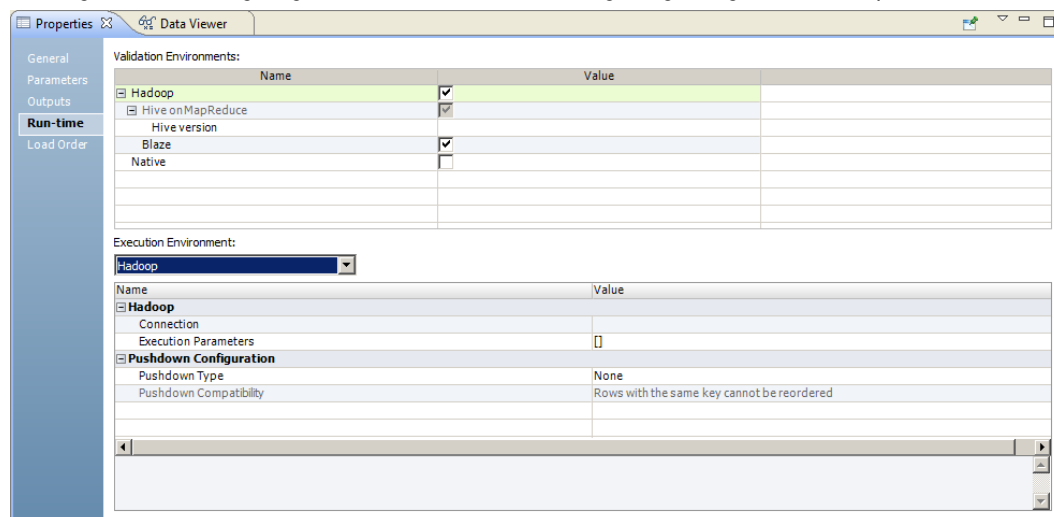 Properties
Data Viewer
General
Parameters
Outputs
Run-time
Load Order
Validation Environments:
Name Value
Hadoop
Hive on MapReduce
Hive version
Blaze
Native
Execution Environment:
Hadoop
Name Value
Hadoop
Connection
Execution Parameters []
Pushdown Configuration
Pushdown Type None
Pushdown Compatibility Rows with the same key cannot be reordered